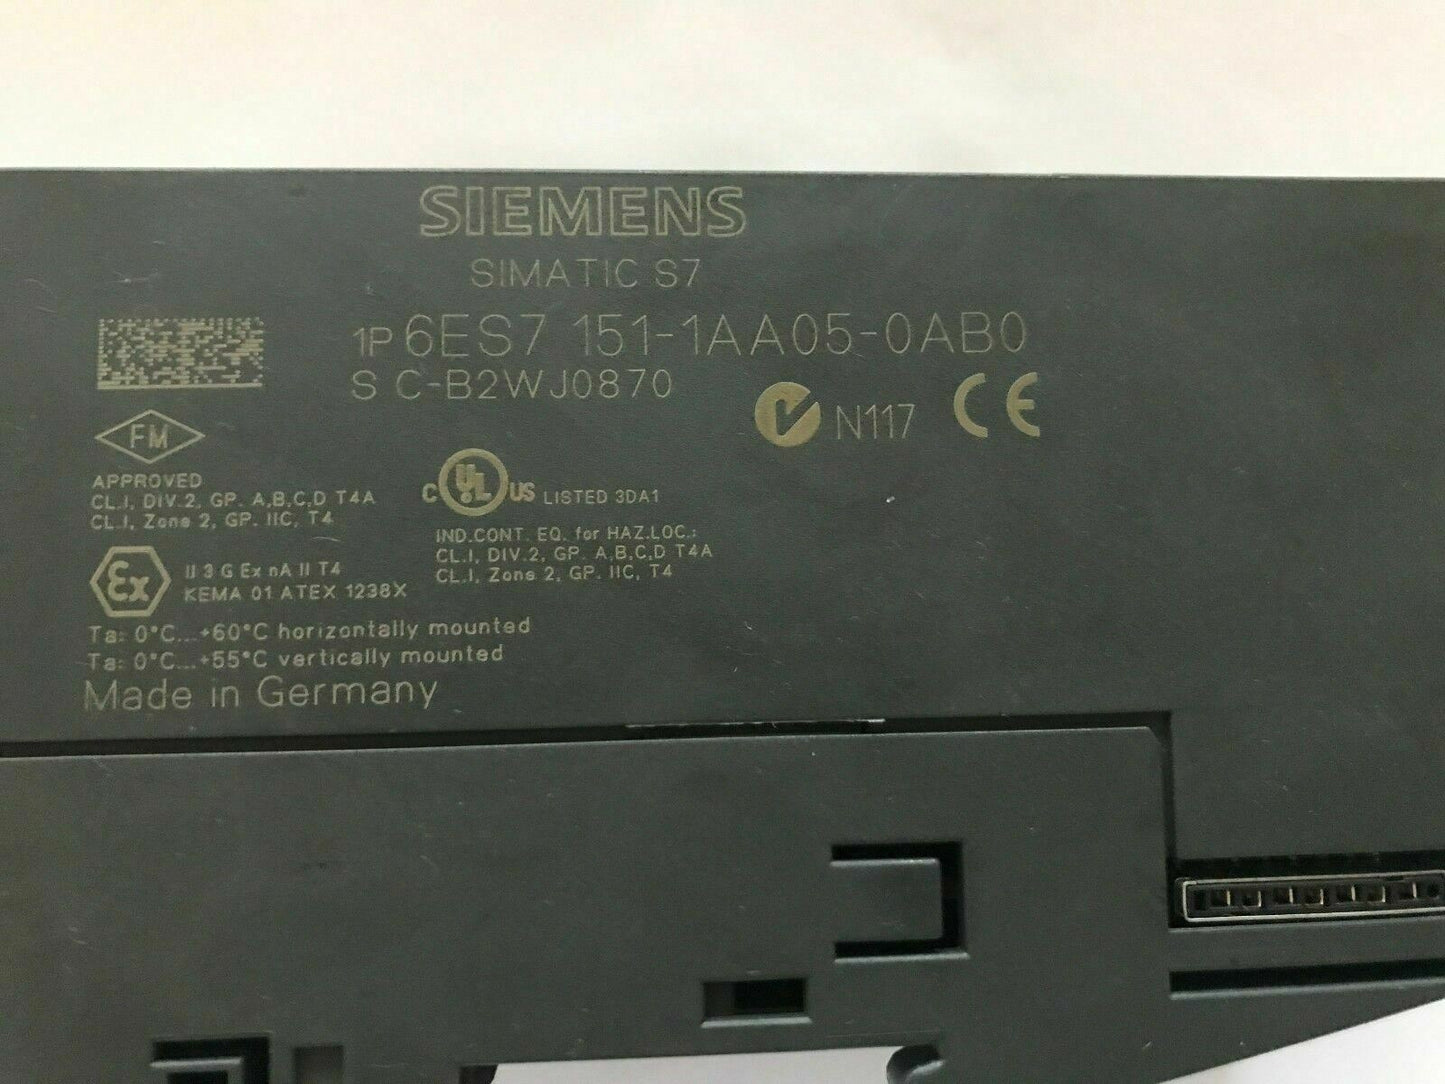 SIEMENS
SIMATIC S7
1P 6ES7 151-1AA05-0AB0
S C-B2WJ0870
N117 CE
FM
APPROVED
CL.I, DIV.2, GP. A,B,C,D T4A
CL.I, Zone 2, GP. IIC, T4
C UL US LISTED 3DA1
IND.CONT. EQ. for HAZ.LOC.:
CL.I, DIV.2, GP. A,B,C,D T4A
CL.I, Zone 2, GP. IIC, T4
Ex II 3 G Ex nA II T4
KEMA 01 ATEX 1238X
Ta: 0°C...+60°C horizontally mounted
Ta: 0°C...+55°C vertically mounted
Made in Germany